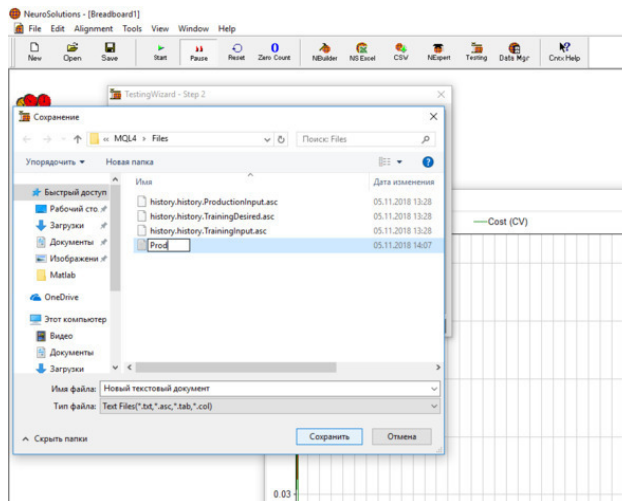 NeuroSolutions - [Breadboard1]
File Edit Alignment Tools View Window Help
New Open Save Start Pause Reset Zero Count NBuilder NS Excel CSW NExpert Testing Data Mgr Cntx Help
TestingWizard - Step 2
Сохранение
« MQL4 › Files
Поиск: Files
Упорядочить
Новая папка
Имя
Дата изменения
Быстрый доступ
Рабочий сто
Загрузки
Документы
Изображени
Matlab
OneDrive
Этот компьютер
Видео
Документы
Загрузки
history.history.ProductionInput.asc 05.11.2018 13:28
history.history.TrainingDesired.asc 05.11.2018 13:28
history.history.TrainingInput.asc 05.11.2018 13:28
Prod 05.11.2018 14:07
Имя файла: Новый текстовый документ
Тип файла: Text Files(*.txt,*.asc,*.tab,*.col)
Скрыть папки
Сохранить
Отмена
Cost (CV)
0.03